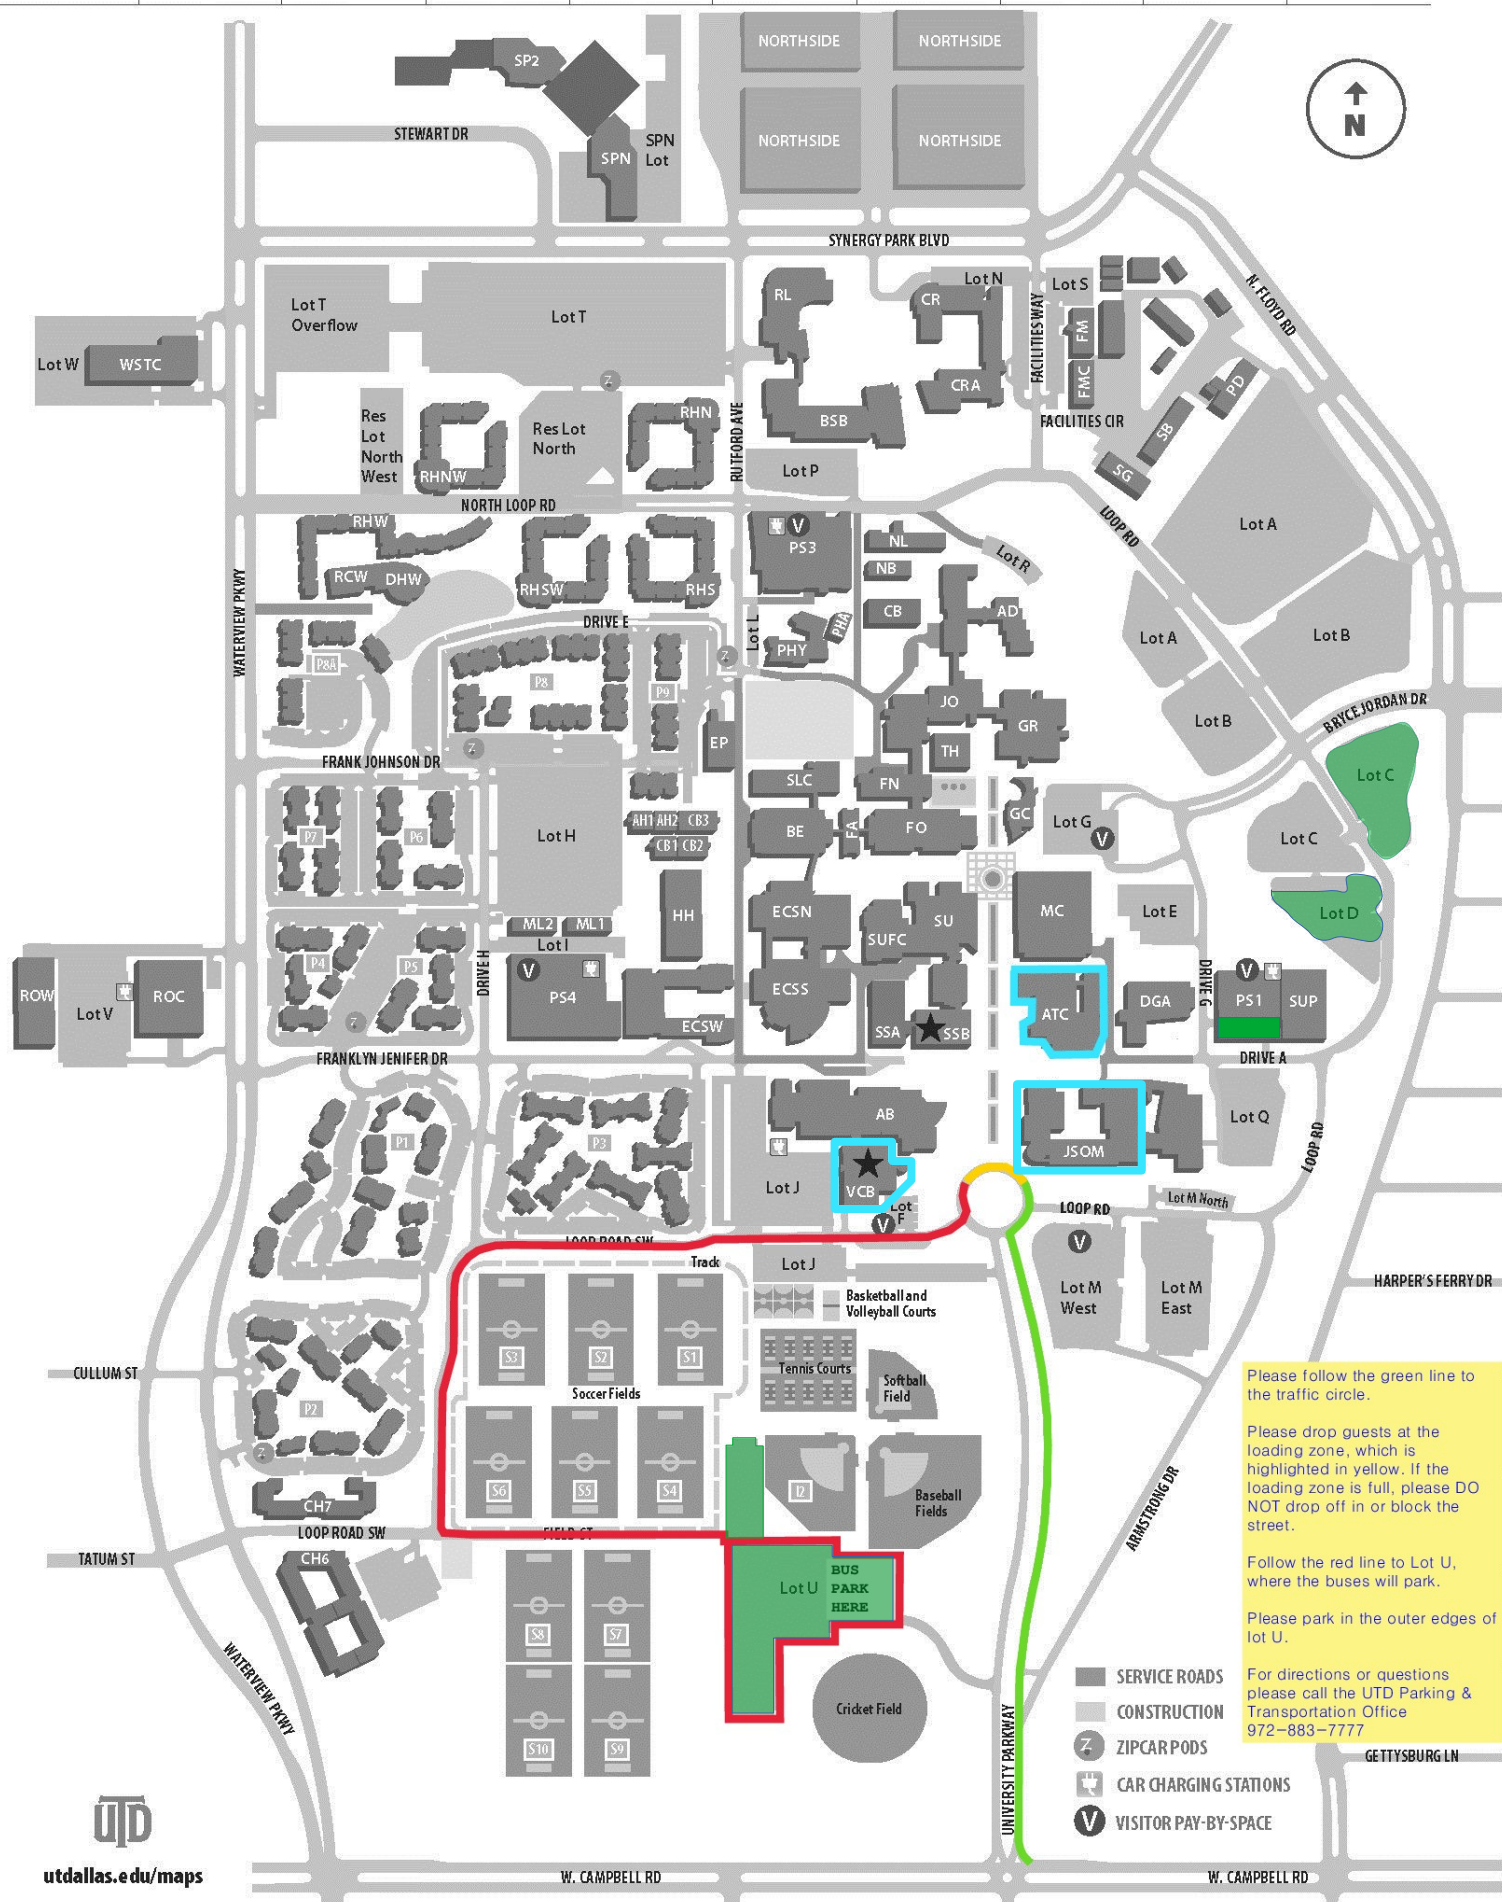 NORTHSIDE
NORTHSIDE
SP2
STEWART DR
SPN
Lot
SPN
NORTHSIDE
NORTHSIDE
N
SYNERGY PARK BLVD
Lot T
Overflow
Lot T
RL
CR
Lot N
Lot S
N. FLOYD RD
FACILITIES WAY
FM
Lot W
WSTC
CRA
FMC
PD
Res
Lot
North
West
RHNW
Res Lot
North
RHN
RUTFORD AVE
BSB
FACILITIES CIR
SB
SG
Lot P
NORTH LOOP RD
LOOP RD
Lot A
RHW
PS3
V
NL
NB
Lot R
RCW
DHW
RHSW
RHS
CB
AD
WATERVIEW PKWY
DRIVE E
Lot L
PHA
PHY
Lot A
Lot B
P8A
P8
P9
Z
JO
GR
TH
Lot B
BRYCE JORDAN DR
EP
Z
FRANK JOHNSON DR
SLC
FN
Lot C
P7
P6
Lot H
AH1
AH2
CB3
CB1
CB2
BE
FA
FO
GC
Lot G
V
Lot C
HH
ECSN
SU
SUFC
MC
Lot E
Lot D
ML2
ML1
Lot I
P4
P5
DRIVE H
V
PS4
ECSW
ECSS
SSA
SSB
ATC
DGA
DRIVE G
V
PS1
SUP
ROW
Lot V
ROC
Z
FRANKLYN JENIFER DR
DRIVE A
P1
P3
AB
VCB
Lot J
Lot
F
V
JSOM
Lot Q
LOOP RD
Lot M North
LOOP RD
LOOP ROAD SW
Track
Lot J
V
Lot M
West
Lot M
East
HARPER'S FERRY DR
Basketball and
Volleyball Courts
S3
S2
S1
Soccer Fields
Tennis Courts
Softball
Field
CULLUM ST
P2
Z
S6
S5
S4
I2
Baseball
Fields
ARMSTRONG DR
CH7
LOOP ROAD SW
FIELD ST
TATUM ST
CH6
Lot U
BUS
PARK
HERE
S8
S7
S10
S9
Cricket Field
WATERVIEW PKWY
UNIVERSITY PARKWAY
Please follow the green line to
the traffic circle.
Please drop guests at the
loading zone, which is
highlighted in yellow. If the
loading zone is full, please DO
NOT drop off in or block the
street.
Follow the red line to Lot U,
where the buses will park.
Please park in the outer edges of
lot U.
For directions or questions
please call the UTD Parking &
Transportation Office
972-883-7777
SERVICE ROADS
CONSTRUCTION
Z
ZIPCAR PODS
CAR CHARGING STATIONS
V
VISITOR PAY-BY-SPACE
GETTYSBURG LN
UTD
utdallas.edu/maps
W. CAMPBELL RD
W. CAMPBELL RD